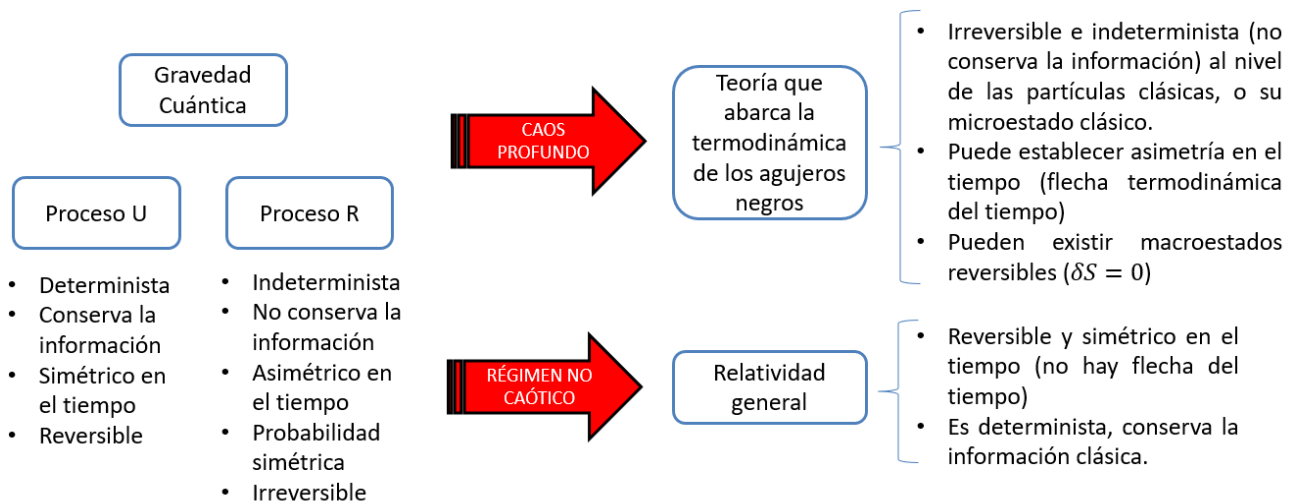 Gravedad
Cuántica
Proceso U
• Determinista
• Conserva la
información
• Simétrico en
el tiempo
• Reversible
Proceso R
• Indeterminista
• No conserva la
información
• Asimétrico en
el tiempo
• Probabilidad
simétrica
• Irreversible
CAOS
PROFUNDO
Teoría que
abarca la
termodinámica
de los agujeros
negros
• Irreversible e indeterminista (no
conserva la información) al nivel
de las partículas clásicas, o su
microestado clásico.
• Puede establecer asimetría en el
tiempo (flecha termodinámica
del tiempo)
• Pueden existir macroestados
reversibles (𝛿𝑆 = 0)
RÉGIMEN NO
CAÓTICO
Relatividad
general
• Reversible y simétrico en el
tiempo (no hay flecha del
tiempo)
• Es determinista, conserva la
información clásica.